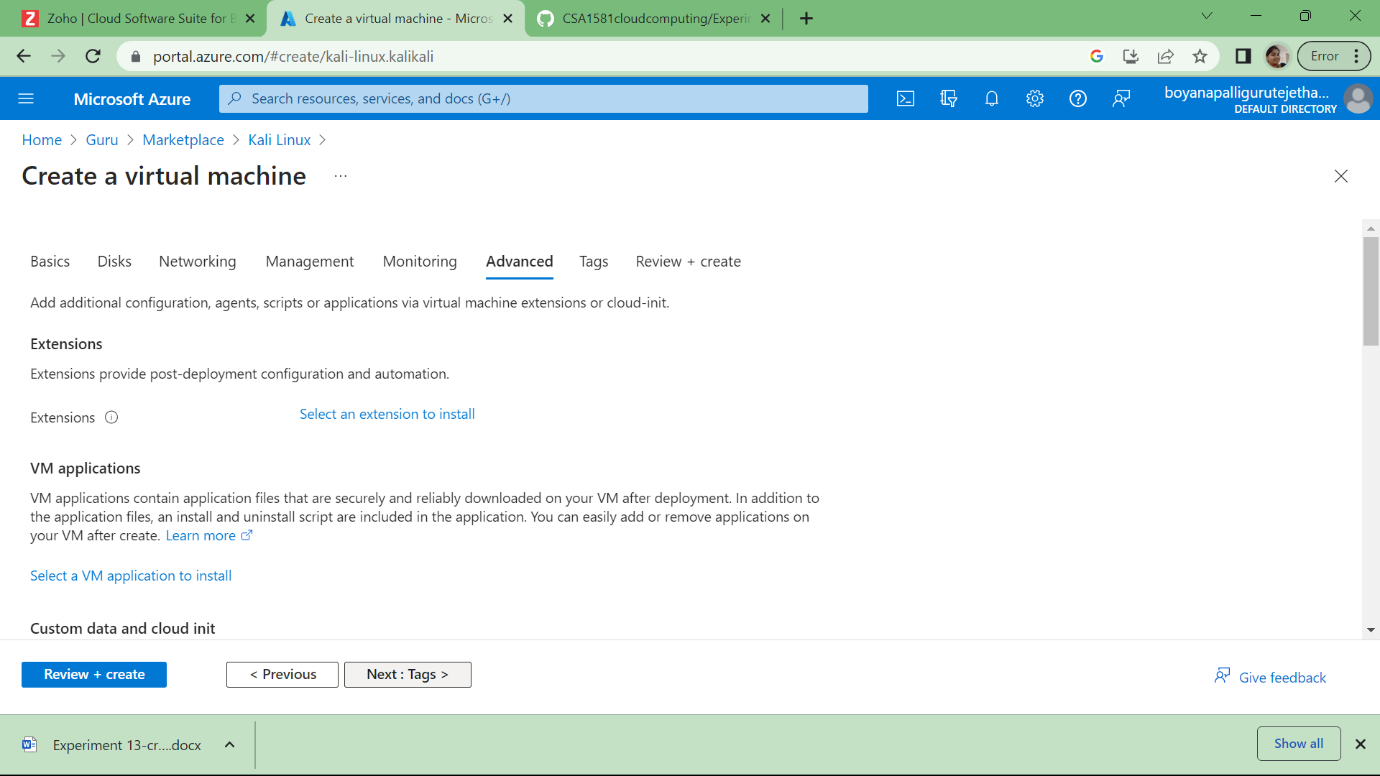 Zoho | Cloud Software Suite for B
Create a virtual machine - Micros
CSA1581cloudcomputing/Experin
portal.azure.com/#create/kali-linux.kalikali
Error
Microsoft Azure
Search resources, services, and docs (G+/)
boyanapalligurutejetha...
DEFAULT DIRECTORY
Home > Guru > Marketplace > Kali Linux >
Create a virtual machine ...
Basics Disks Networking Management Monitoring Advanced Tags Review + create
Add additional configuration, agents, scripts or applications via virtual machine extensions or cloud-init.
Extensions
Extensions provide post-deployment configuration and automation.
Extensions
Select an extension to install
VM applications
VM applications contain application files that are securely and reliably downloaded on your VM after deployment. In addition to
the application files, an install and uninstall script are included in the application. You can easily add or remove applications on
your VM after create. Learn more
Select a VM application to install
Custom data and cloud init
Review + create
< Previous
Next : Tags >
Give feedback
Experiment 13-cr....docx
Show all